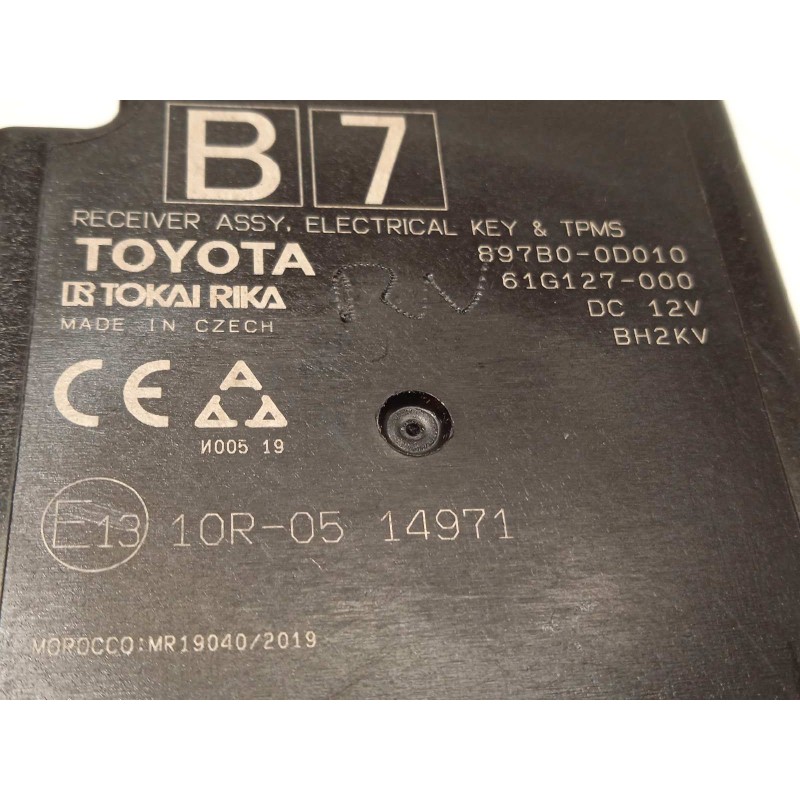 B 7
RECEIVER ASSY, ELECTRICAL KEY & TPMS
TOYOTA 897B0-0D010
TOKAI RIKA 61G127-000
DC 12V
MADE IN CZECH BH2KV
CE
И005 19
E13 10R-05 14971
MOROCCO:MR19040/2019